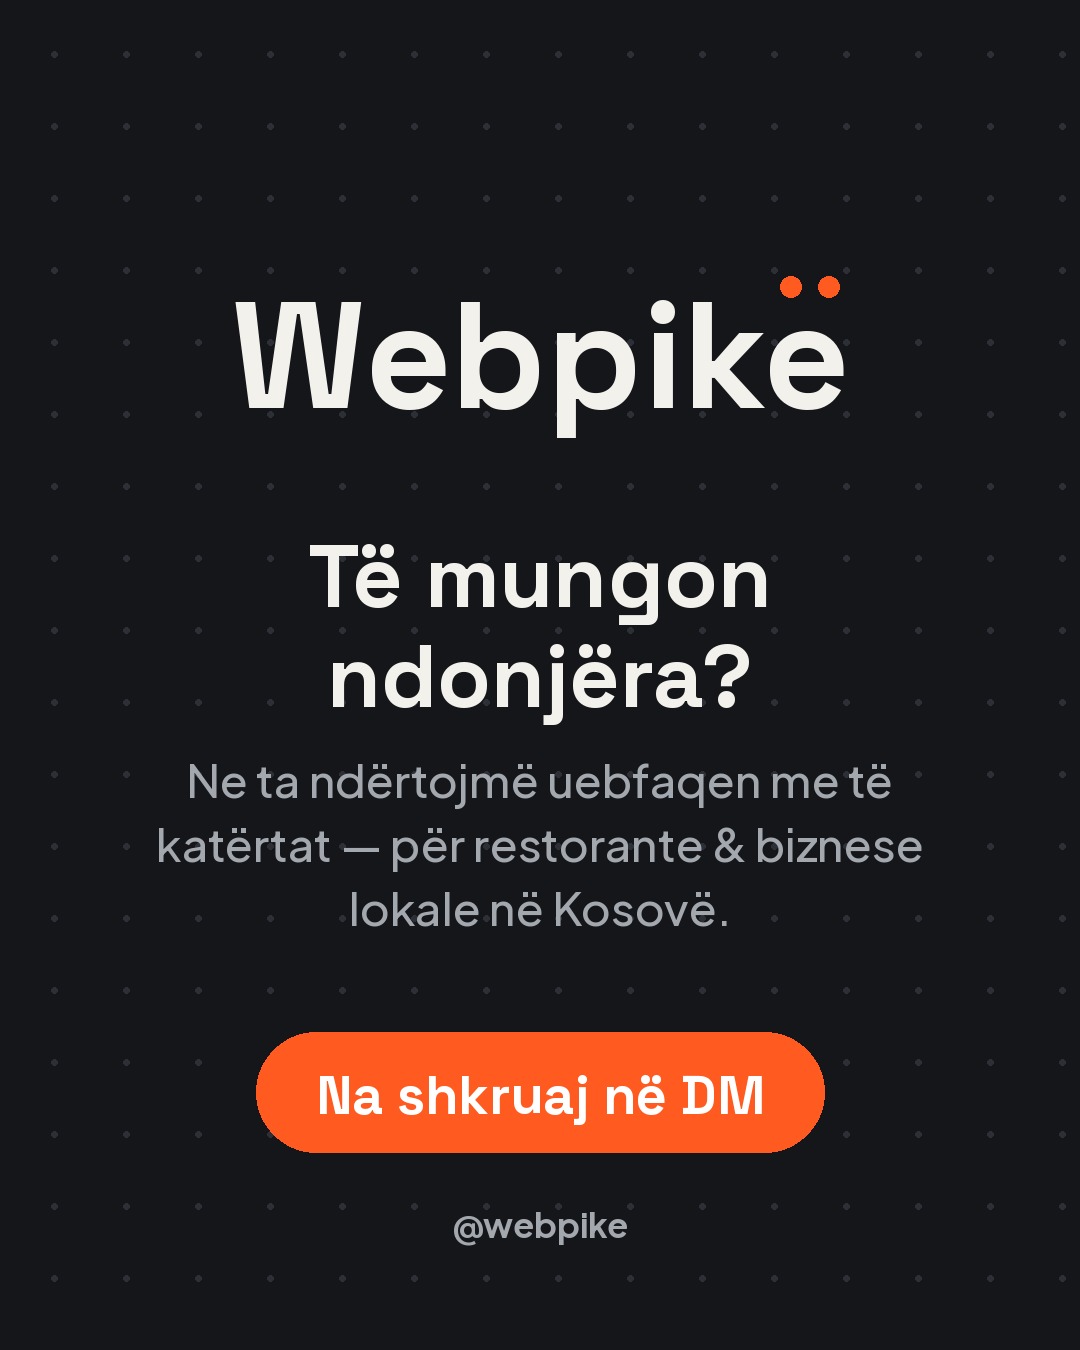 Webpikë
Të mungon
ndonjëra?
Ne ta ndërtojmë uebfaqen me të
katërtat — për restorante & biznese
lokale në Kosovë.
Na shkruaj në DM
@webpike